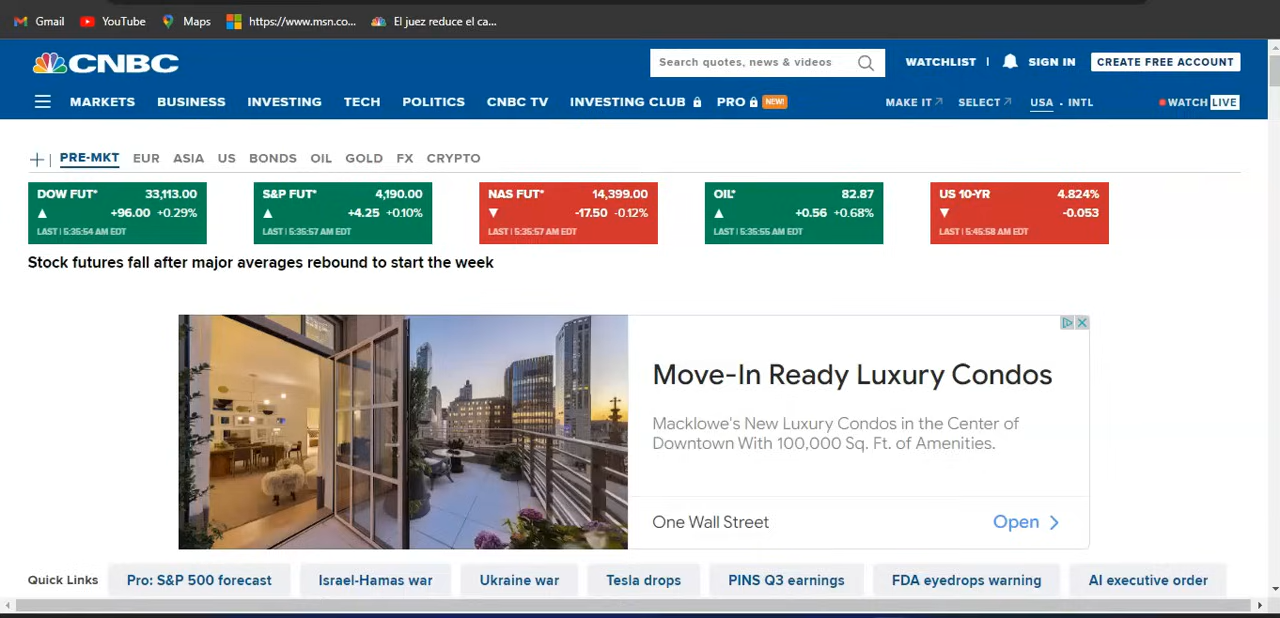 Gmail YouTube Maps https://www.msn.co... El juez reduce el ca...
CNBC Search quotes, news & videos WATCHLIST | SIGN IN CREATE FREE ACCOUNT
MARKETS BUSINESS INVESTING TECH POLITICS CNBC TV INVESTING CLUB PRO NEW! MAKE IT SELECT USA • INTL WATCH LIVE
+ | PRE-MKT EUR ASIA US BONDS OIL GOLD FX CRYPTO
DOW FUT* 33,113.00 S&P FUT* 4,190.00 NAS FUT* 14,399.00 OIL* 82.87 US 10-YR 4.824%
▲ +96.00 +0.29% ▲ +4.25 +0.10% ▼ -17.50 -0.12% ▲ +0.56 +0.68% ▼ -0.053
LAST | 5:35:54 AM EDT LAST | 5:35:57 AM EDT LAST | 5:35:57 AM EDT LAST | 5:35:55 AM EDT LAST | 5:45:58 AM EDT
Stock futures fall after major averages rebound to start the week
Move-In Ready Luxury Condos
Macklowe's New Luxury Condos in the Center of
Downtown With 100,000 Sq. Ft. of Amenities.
One Wall Street Open
Quick Links Pro: S&P 500 forecast Israel-Hamas war Ukraine war Tesla drops PINS Q3 earnings FDA eyedrops warning AI executive order